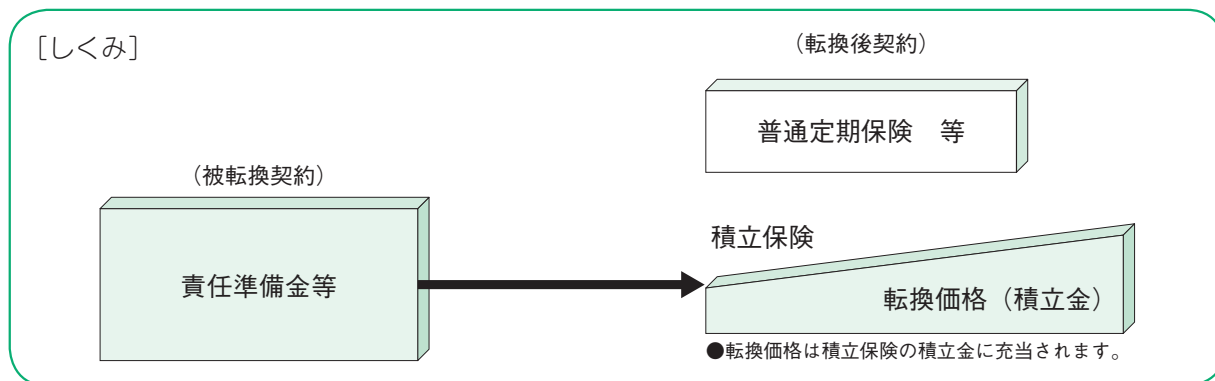 [しくみ]
（転換後契約）
普通定期保険　等
（被転換契約）
責任準備金等
積立保険
転換価格（積立金）
●転換価格は積立保険の積立金に充当されます。